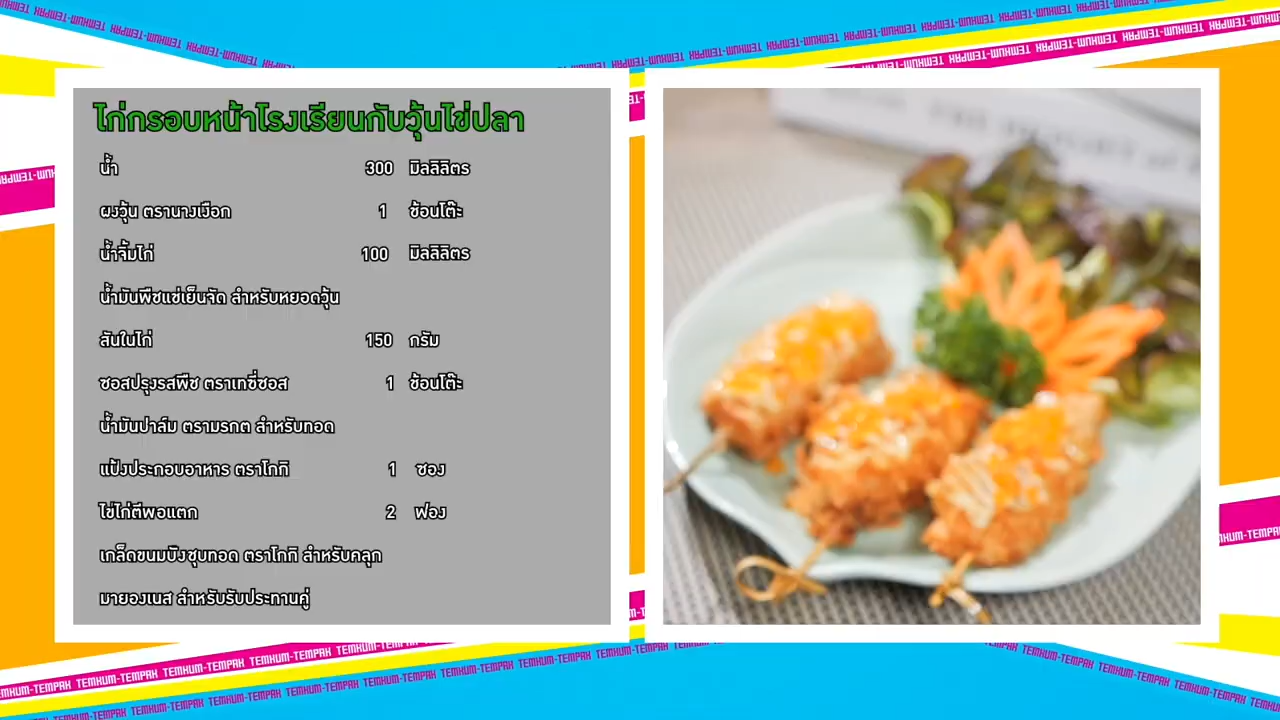 ไก่กรอบหน้าโรงเรียนกับวุ้นไข่ปลา
น้ำ 300 มิลลิลิตร
ผงวุ้น ตรานางเงือก 1 ช้อนโต๊ะ
น้ำจิ้มไก่ 100 มิลลิลิตร
น้ำมันพืชแช่เย็นจัด สำหรับหยอดวุ้น
สันในไก่ 150 กรัม
ซอสปรุงรสพืช ตราเทซี่ซอส 1 ช้อนโต๊ะ
น้ำมันปาล์ม ตรามรกต สำหรับทอด
แป้งประกอบอาหาร ตราโกกิ 1 ซอง
ไข่ไก่ตีพอแตก 2 ฟอง
เกล็ดขนมปังชุบทอด ตราโกกิ สำหรับคลุก
มายองเนส สำหรับรับประทานคู่
TEMHUM-TEMPAK TEMHUM-TEMPAK TEMHUM-TEMPAK TEMHUM-TEMPAK